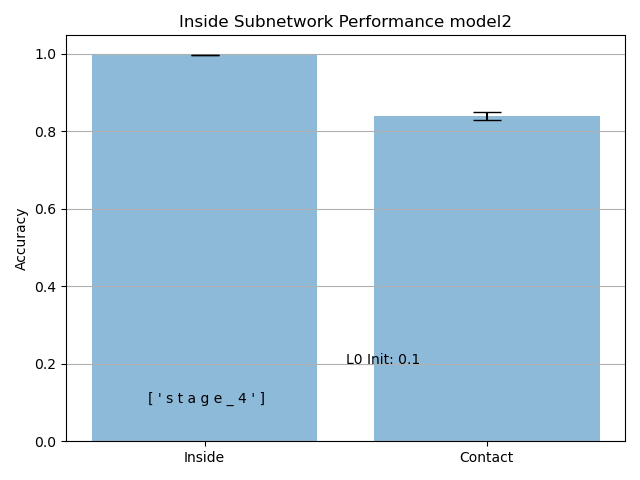 Inside Subnetwork Performance model2
1.0
0.8
0.6
0.4
0.2
0.0
Accuracy
L0 Init: 0.1
[ ' s t a g e _ 4 ' ]
Inside
Contact